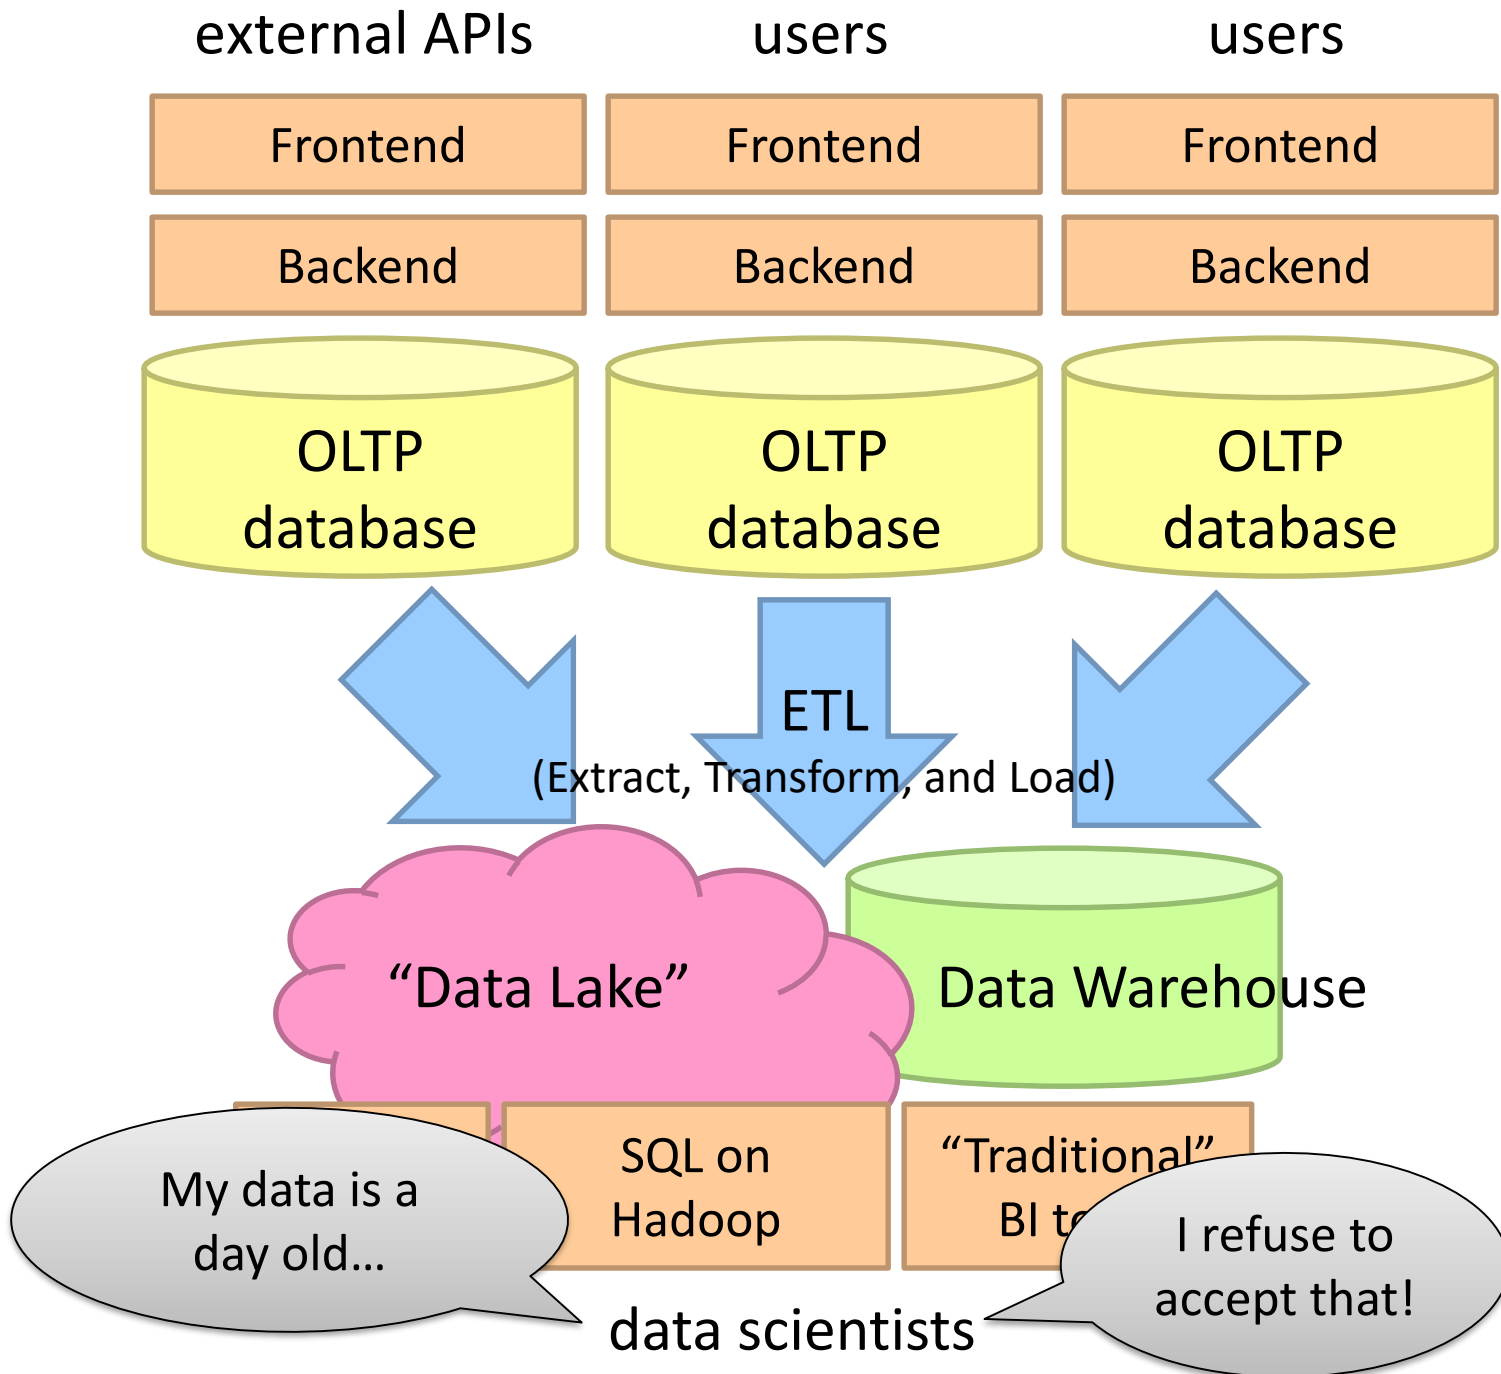 external APIs
users
users
Frontend
Frontend
Frontend
Backend
Backend
Backend
OLTP
database
OLTP
database
OLTP
database
ETL
(Extract, Transform, and Load)
“Data Lake”
Data Warehouse
SQL on
Hadoop
“Traditional”
BI
My data is a
day old…
I refuse to
accept that!
data scientists